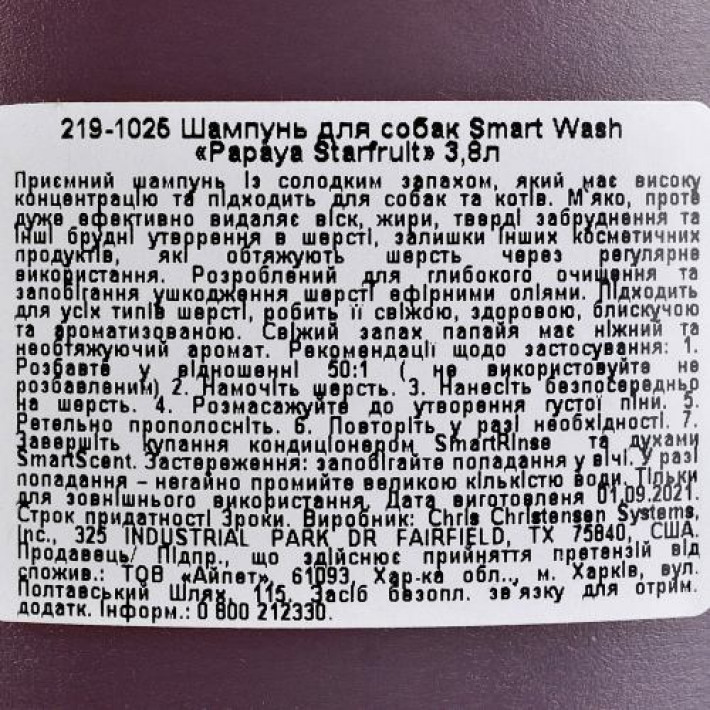 219-1025 Шампунь для собак Smart Wash
«Papaya Starfruit» 3,8л
Приємний шампунь із солодким запахом, який має високу
концентрацію та підходить для собак та котів. М'яко, проте
дуже ефективно видаляє віск, жири, тверді забруднення та
інші брудні утворення в шерсті, залишки інших косметичних
продуктів, які обтяжують шерсть через регулярне
використання. Розроблений для глибокого очищення та
запобігання ушкодження шерсті ефірними оліями. Підходить
для усіх типів шерсті, робить її свіжою, здоровою, блискучою
та ароматизованою. Свіжий запах папайя має ніжний та
необтяжуючий аромат. Рекомендації щодо застосування: 1.
Розбавте у відношенні 50:1 ( не використовуйте не
розбавленим) 2. Намочіть шерсть. 3. Нанесіть безпосередньо
на шерсть. 4. Розмасажуйте до утворення густої піни. 5.
Ретельно прополосніть. 6. Повторіть у разі необхідності. 7.
Завершіть купання кондиціонером SmartRinse та духами
SmartScent. Застереження: запобігайте попадання у вічі. У разі
попадання – негайно промийте великою кількістю води. Тільки
для зовнішнього використання. Дата виготовленя 01.09.2021.
Строк придатності 3роки. Виробник: Chris Christensen Systems,
Inc., 325 INDUSTRIAL PARK DR FAIRFIELD, TX 75840, США.
Продавець/ Підпр., що здійснює прийняття претензій від
спожив.: ТОВ «Айпет», 61093, Хар-ка обл.., м. Харків, вул.
Полтавський Шлях, 115. Засіб безопл. зв'язку для отрим.
додатк. Інформ.: 0 800 212330.